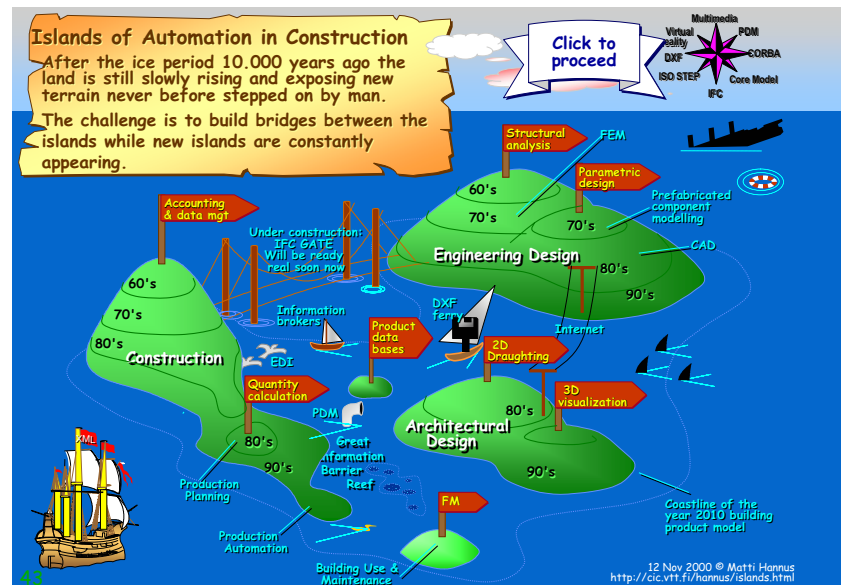 Islands of Automation in Construction
After the ice period 10.000 years ago the
land is still slowly rising and exposing new
terrain never before stepped on by man.
The challenge is to build bridges between the
islands while new islands are constantly
appearing.
Click to
proceed
Multimedia
Virtual
eality
PDM
DXF
CORBA
ISO STEP
Core Model
IFC
Structural
analysis
FEM
Parametric
design
Prefabricated
component
modelling
CAD
60's
70's
70's
Engineering Design
80's
90's
Accounting
& data mgt
Under construction:
IFC GATE
Will be ready
real soon now
60's
70's
80's
Construction
Information
brokers
DXF
ferry
Internet
Product
data
bases
2D
Draughting
EDI
Quantity
calculation
3D
visualization
PDM
80's
Architectural
Design
90's
80's
90's
Great
nformation
Barrier
Reef
XML
Production
Planning
Production
Automation
FM
Building Use &
Maintenance
Coastline of the
year 2010 building
product model
12 Nov 2000 © Matti Hannus
http://cic.vtt.fi/hannus/islands.html
43